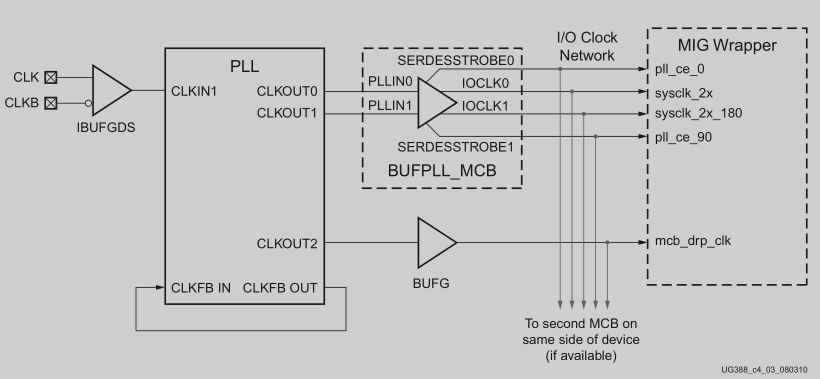 CLK
CLKB
IBUFGDS
PLL
CLKIN1
CLKOUT0
CLKOUT1
CLKOUT2
CLKFB IN
CLKFB OUT
SERDESSTROBE0
PLLIN0
IOCLK0
PLLIN1
IOCLK1
SERDESSTROBE1
BUFPLL_MCB
BUFG
I/O Clock
Network
MIG Wrapper
pll_ce_0
sysclk_2x
sysclk_2x_180
pll_ce_90
mcb_drp_clk
To second MCB on
same side of device
(if available)
UG388_c4_03_080310